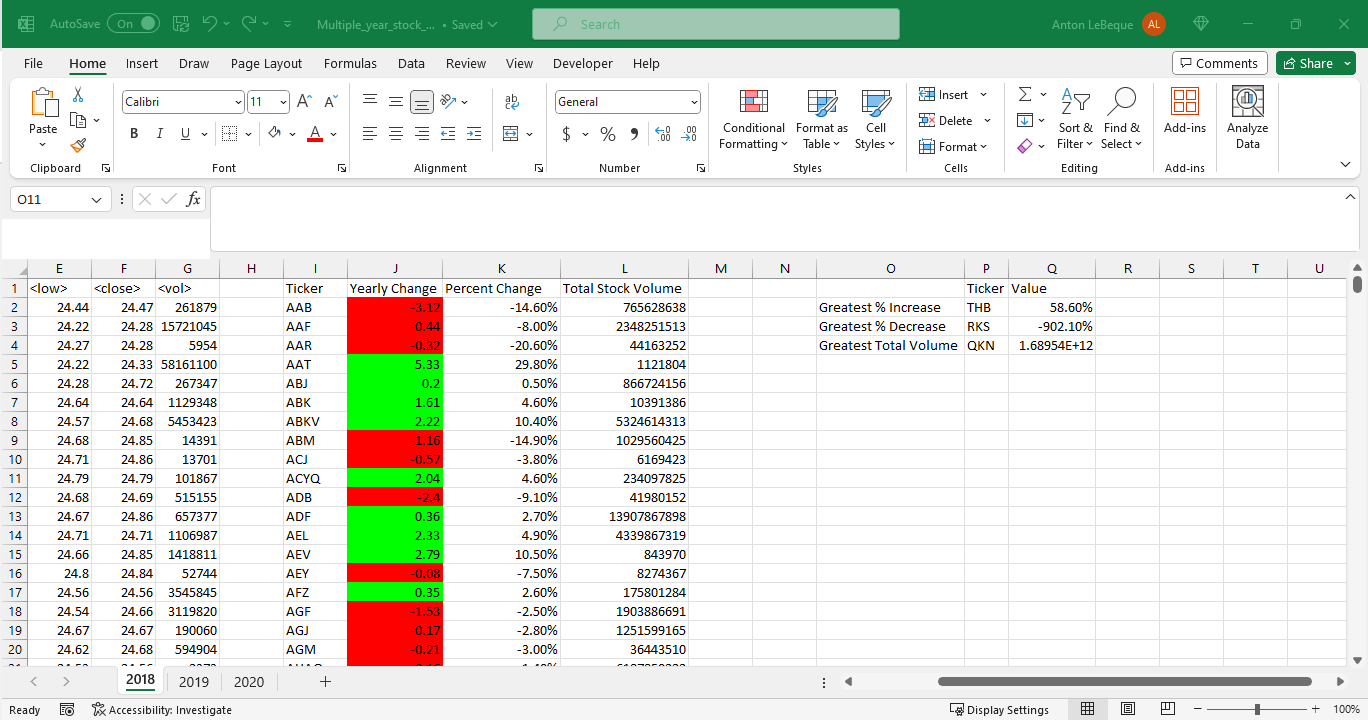 AutoSave On Multiple_year_stock_... • Saved Search Anton LeBeque AL
File Home Insert Draw Page Layout Formulas Data Review View Developer Help Comments Share
Paste Calibri 11 General Conditional Formatting Format as Table Cell Styles Insert Delete Format Sort & Filter Find & Select Add-ins Analyze Data
Clipboard Font Alignment Number Styles Cells Editing Add-ins
O11 fx
E F G H I J K L M N O P Q R S T U
1 <low> <close> <vol> Ticker Yearly Change Percent Change Total Stock Volume Ticker Value
2 24.44 24.47 261879 AAB -3.12 -14.60% 765628638 Greatest % Increase THB 58.60%
3 24.22 24.28 15721045 AAF -0.44 -8.00% 2348251513 Greatest % Decrease RKS -902.10%
4 24.27 24.28 5954 AAR -0.32 -20.60% 44163252 Greatest Total Volume QKN 1.68954E+12
5 24.22 24.33 58161100 AAT 5.33 29.80% 1121804
6 24.28 24.72 267347 ABJ 0.2 0.50% 866724156
7 24.64 24.64 1129348 ABK 1.61 4.60% 10391386
8 24.57 24.68 5453423 ABKV 2.22 10.40% 5324614313
9 24.68 24.85 14391 ABM -1.16 -14.90% 1029560425
10 24.71 24.86 13701 ACJ -0.57 -3.80% 6169423
11 24.79 24.79 101867 ACYQ 2.04 4.60% 234097825
12 24.68 24.69 515155 ADB -2.4 -9.10% 41980152
13 24.67 24.86 657377 ADF 0.36 2.70% 13907867898
14 24.71 24.71 1106987 AEL 2.33 4.90% 4339867319
15 24.66 24.85 1418811 AEV 2.79 10.50% 843970
16 24.8 24.84 52744 AEY -0.08 -7.50% 8274367
17 24.56 24.56 3545845 AFZ 0.35 2.60% 175801284
18 24.54 24.66 3119820 AGF -1.53 -2.50% 1903886691
19 24.67 24.67 190060 AGJ -0.17 -2.80% 1251599165
20 24.62 24.68 594904 AGM -0.21 -3.00% 36443510
2018 2019 2020
Ready Accessibility: Investigate Display Settings 100%